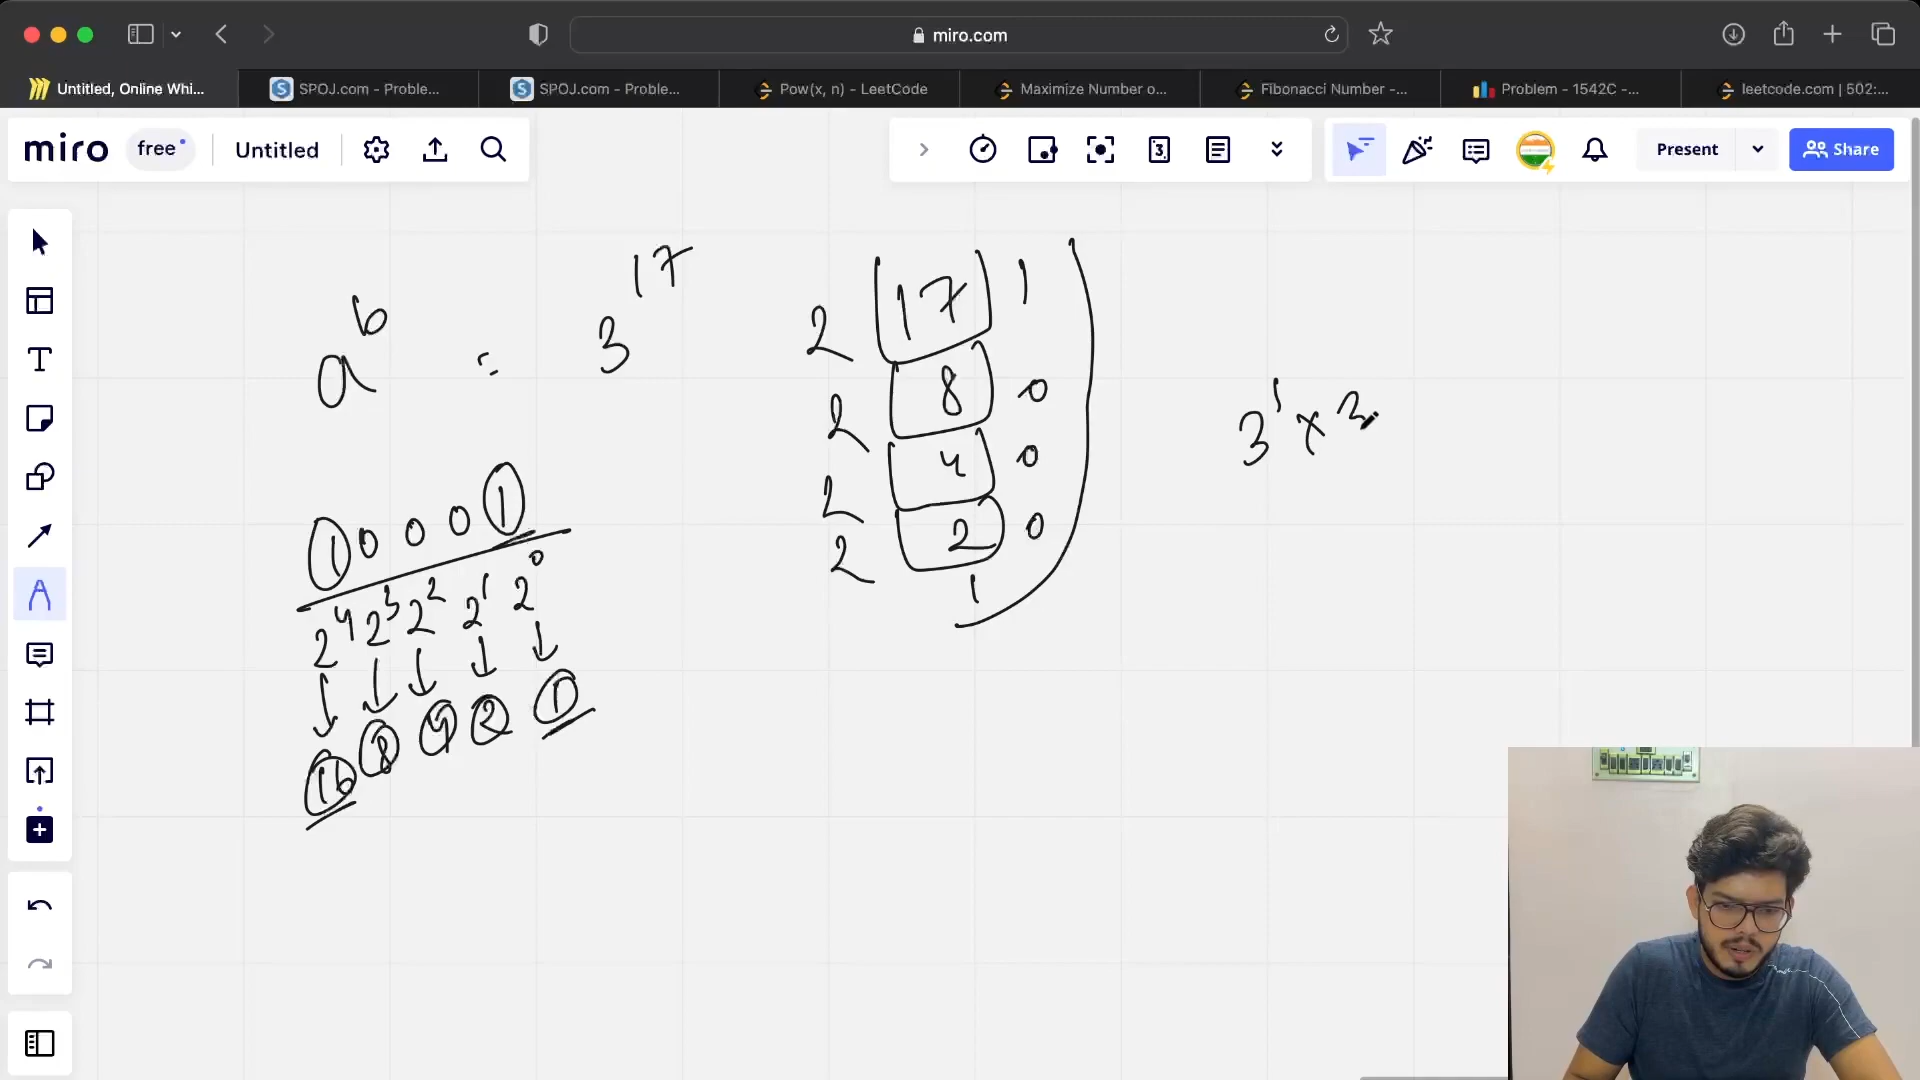 miro.com
Untitled, Online Whi...
SPOJ.com - Proble...
SPOJ.com - Proble...
Pow(x, n) - LeetCode
Maximize Number o...
Fibonacci Number -...
Problem - 1542C -...
leetcode.com | 502:...
miro free Untitled
3
Present
Share
a^b = 3^17
2 17 1
2 8 0
2 4 0
2 2 0
1
3^1 x 3
1 0 0 0 1
2^4 2^3 2^2 2^1 2^0
16 8 4 2 1